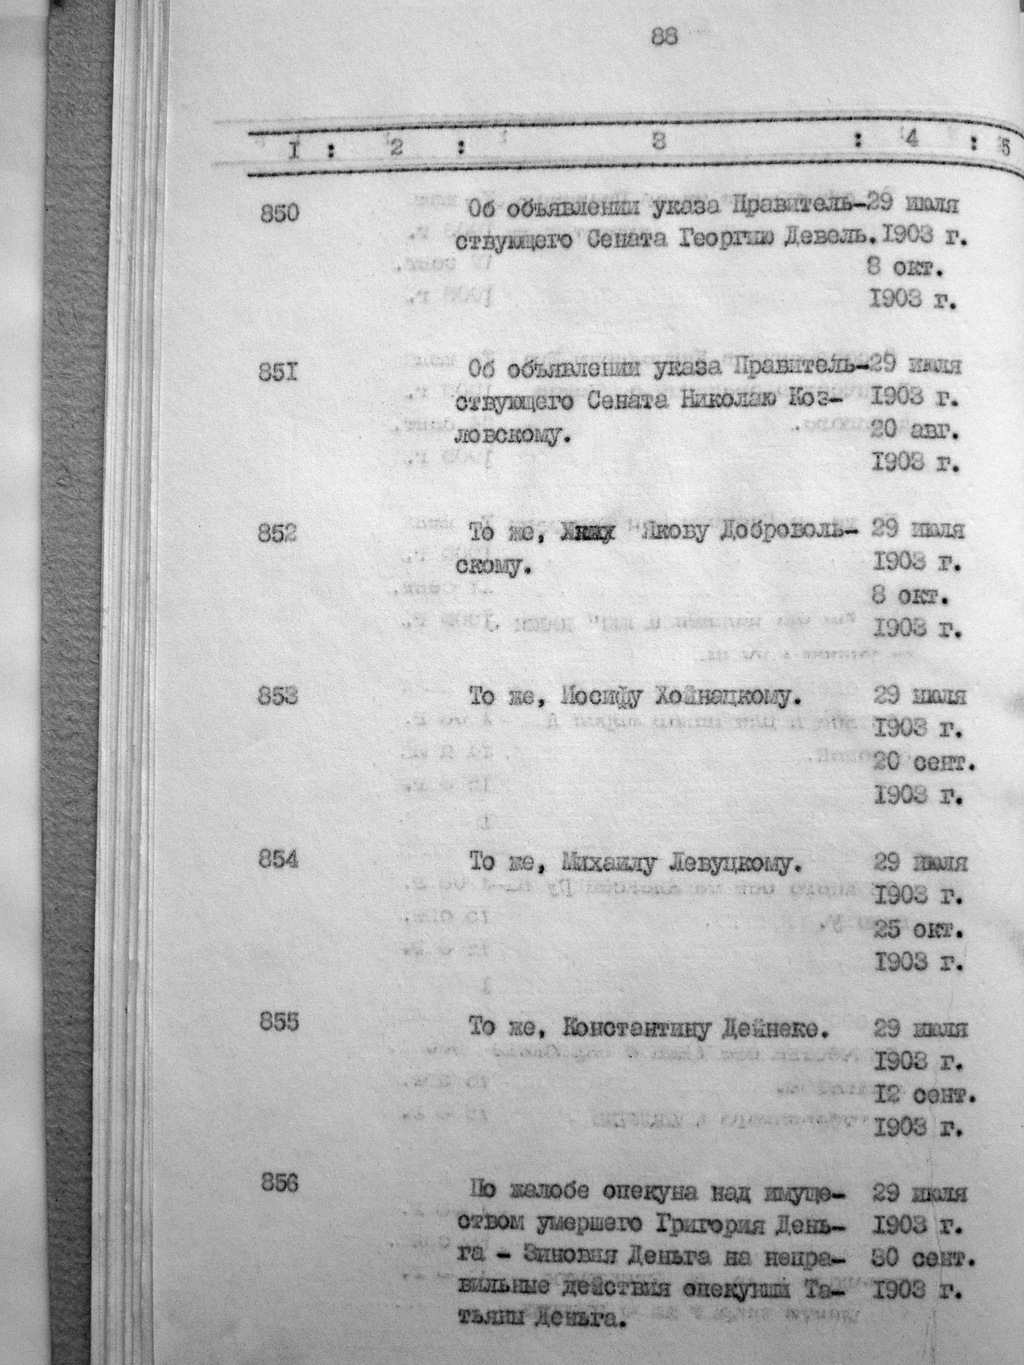 88
1 : 2 : 3 : 4 : 5
850 Об объявлении указа Правитель- 29 июля
ствующего Сената Георгию Девель. 1903 г.
8 окт.
1903 г.
851 Об объявлении указа Правитель- 29 июля
ствующего Сената Николаю Коз- 1903 г.
ловскому. 20 авг.
1903 г.
852 То же, Якову Доброволь- 29 июля
скому. 1903 г.
8 окт.
1903 г.
853 То же, Иосифу Хойнацкому. 29 июля
1903 г.
20 сент.
1903 г.
854 То же, Михаилу Левуцкому. 29 июля
1903 г.
25 окт.
1903 г.
855 То же, Константину Дейнеке. 29 июля
1903 г.
12 сент.
1903 г.
856 По жалобе опекуна над имуще- 29 июля
ством умершего Григория День- 1903 г.
га - Зиновия Деньга на непра- 30 сент.
вильные действия опекунши Та- 1903 г.
тьяны Деньга.